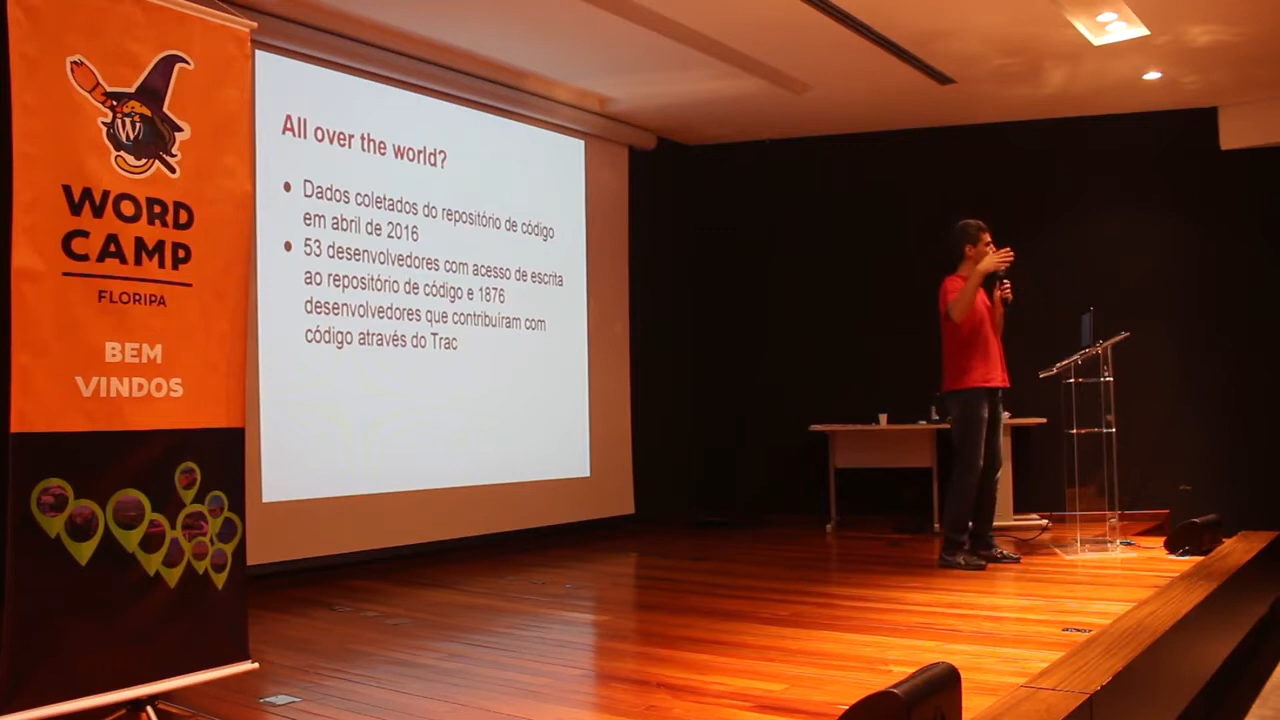 WORD
CAMP
FLORIPA
BEM
VINDOS
All over the world?
• Dados coletados do repositório de código
em abril de 2016
• 53 desenvolvedores com acesso de escrita
ao repositório de código e 1876
desenvolvedores que contribuíram com
código através do Trac